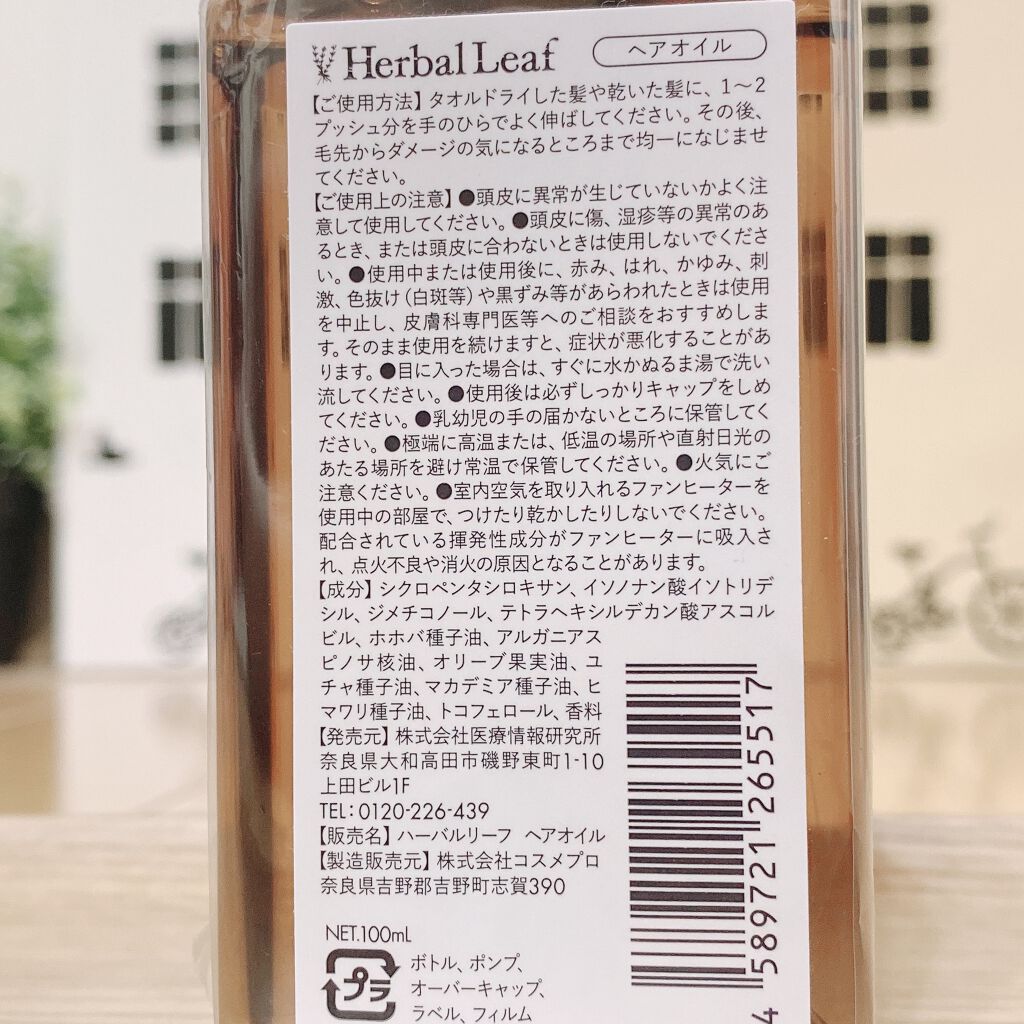 Herbal Leaf
ヘアオイル
【ご使用方法】タオルドライした髪や乾いた髪に、1〜2
プッシュ分を手のひらでよく伸ばしてください。その後、
毛先からダメージの気になるところまで均一になじませ
てください。
【ご使用上の注意】●頭皮に異常が生じていないかよく注
意して使用してください。●頭皮に傷、湿疹等の異常のあ
るとき、または頭皮に合わないときは使用しないでくださ
い。●使用中または使用後に、赤み、はれ、かゆみ、刺
激、色抜け(白斑等)や黒ずみ等があらわれたときは使用
を中止し、皮膚科専門医等へのご相談をおすすめしま
す。そのまま使用を続けますと、症状が悪化することがあ
ります。●目に入った場合は、すぐに水かぬるま湯で洗い
流してください。●使用後は必ずしっかりキャップをしめ
てください。●乳幼児の手の届かないところに保管してく
ださい。●極端に高温または、低温の場所や直射日光の
あたる場所を避け常温で保管してください。●火気にご
注意ください。●室内空気を取り入れるファンヒーターを
使用中の部屋で、つけたり乾かしたりしないでください。
配合されている揮発性成分がファンヒーターに吸入さ
れ、点火不良や消火の原因となることがあります。
【成分】シクロペンタシロキサン、イソノナン酸イソトリデ
シル、ジメチコノール、テトラヘキシルデカン酸アスコル
ビル、ホホバ種子油、アルガニアス
ピノサ核油、オリーブ果実油、ユ
チャ種子油、マカデミア種子油、ヒ
マワリ種子油、トコフェロール、香料
【発売元】株式会社医療情報研究所
奈良県大和高田市磯野東町1-10
上田ビル1F
TEL:0120-226-439
【販売名】ハーバルリーフ ヘアオイル
【製造販売元】株式会社コスメプロ
奈良県吉野郡吉野町志賀390
NET.100mL
プラ
ボトル、ポンプ、
オーバーキャップ、
ラベル、フィルム
4 589721 265517